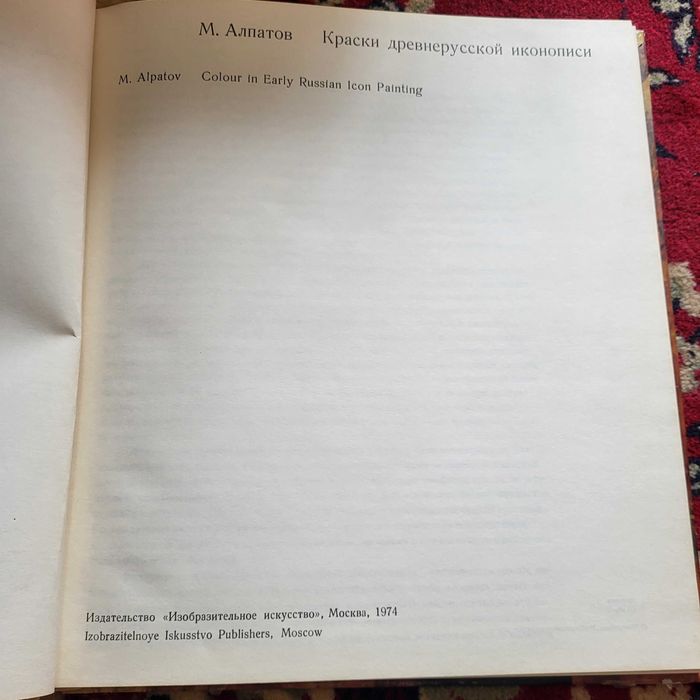 М. Алпатов Краски древнерусской иконописи
M. Alpatov Colour in Early Russian Icon Painting
Издательство «Изобразительное искусство», Москва, 1974
Izobrazitelnoye Iskusstvo Publishers, Moscow